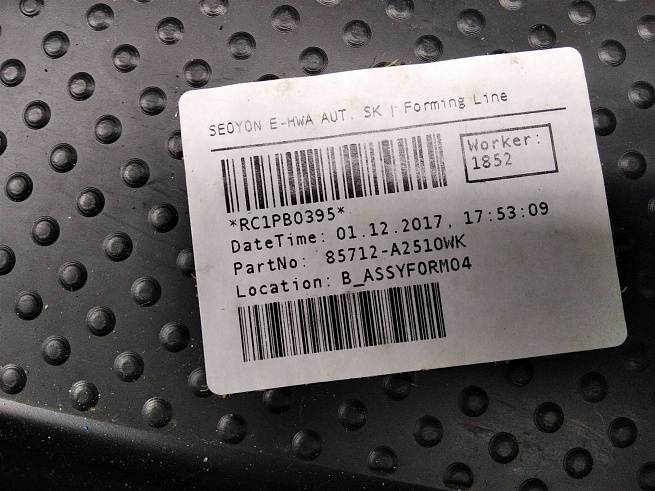 SEOYON E-HWA AUT. SK | Forming Line
Worker:
1852
*RC1PB0395*
DateTime: 01.12.2017, 17:53:09
PartNo: 85712-A2510WK
Location: B_ASSYFORM04